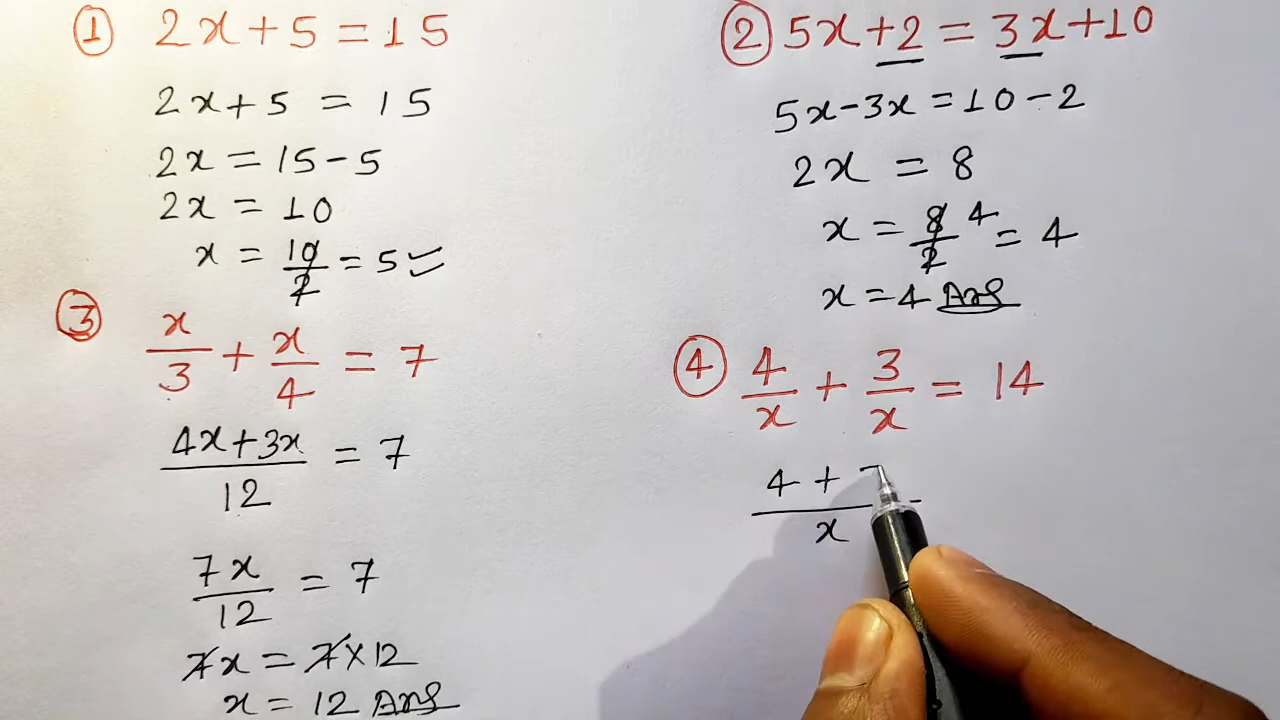 ① 2x+5=15
2x+5 = 15
2x = 15-5
2x = 10
x = 10/2 = 5
② 5x+2 = 3x+10
5x-3x = 10-2
2x = 8
x = 8/2 4 = 4
x = 4 Ans
③ x/3 + x/4 = 7
4x+3x/12 = 7
7x/12 = 7
7x = 7×12
x = 12 Ans
④ 4/x + 3/x = 14
4 + /x